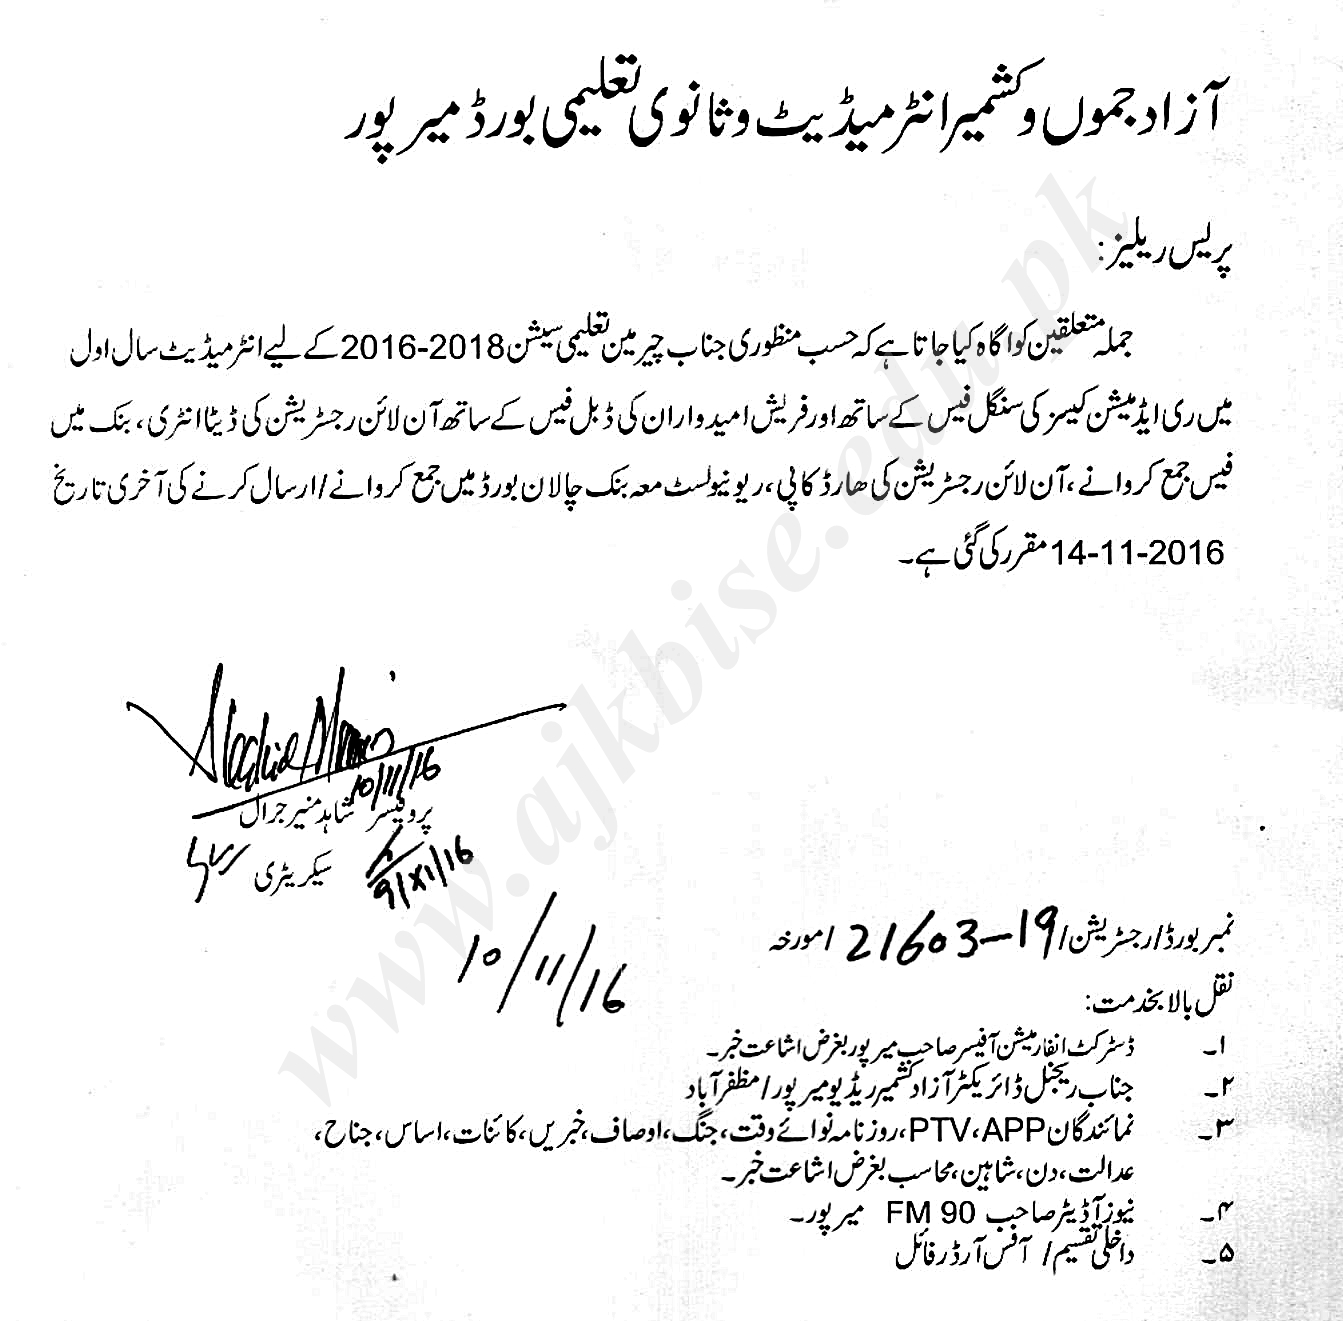 آزاد جموں و کشمیر انٹرمیڈیٹ و ثانوی تعلیمی بورڈ میرپور
پریس ریلیز:
جملہ متعلقین کو اگاہ کیا جاتا ہے کہ حسب منظوری جناب چیرمین تعلیمی سیشن 2018-2016 کے لیے انٹرمیڈیٹ سال اول
میں ری ایڈمیشن کیسز کی سنگل فیس کے ساتھ اور فریش امیدواران کی ڈبل فیس کے ساتھ آن لائن رجسٹریشن کی ڈیٹا انٹری، بنک میں
فیس جمع کروانے، آن لائن رجسٹریشن کی ھارڈ کاپی، ریونیو لسٹ معہ بنک چالان بورڈ میں جمع کروانے/ ارسال کرنے کی آخری تاریخ
14-11-2016 مقرر کی گئی ہے۔
10/11/16
پروفیسر شاہد منیر جرال
سیکریٹری
9/XI/16
نمبر بورڈ/رجسٹریشن/ 21603-19 / مورخہ 10/11/16
نقل بالا بخدمت:
۱۔ ڈسٹرکٹ انفارمیشن آفیسر صاحب میرپور بغرض اشاعت خبر۔
۲۔ جناب ریجنل ڈائریکٹر آزاد کشمیر ریڈیو میرپور/ مظفرآباد
۳۔ نمائندگان PTV، APP، روزنامہ نوائے وقت، جنگ، اوصاف، خبریں، کائنات، اساس، جناح،
عدالت، دن، شاہین، محاسب بغرض اشاعت خبر۔
۴۔ نیوز آڈیٹر صاحب FM 90 میرپور۔
۵۔ داخلی تقسیم/ آفس آرڈر فائل
www.ajkbise.edu.pk